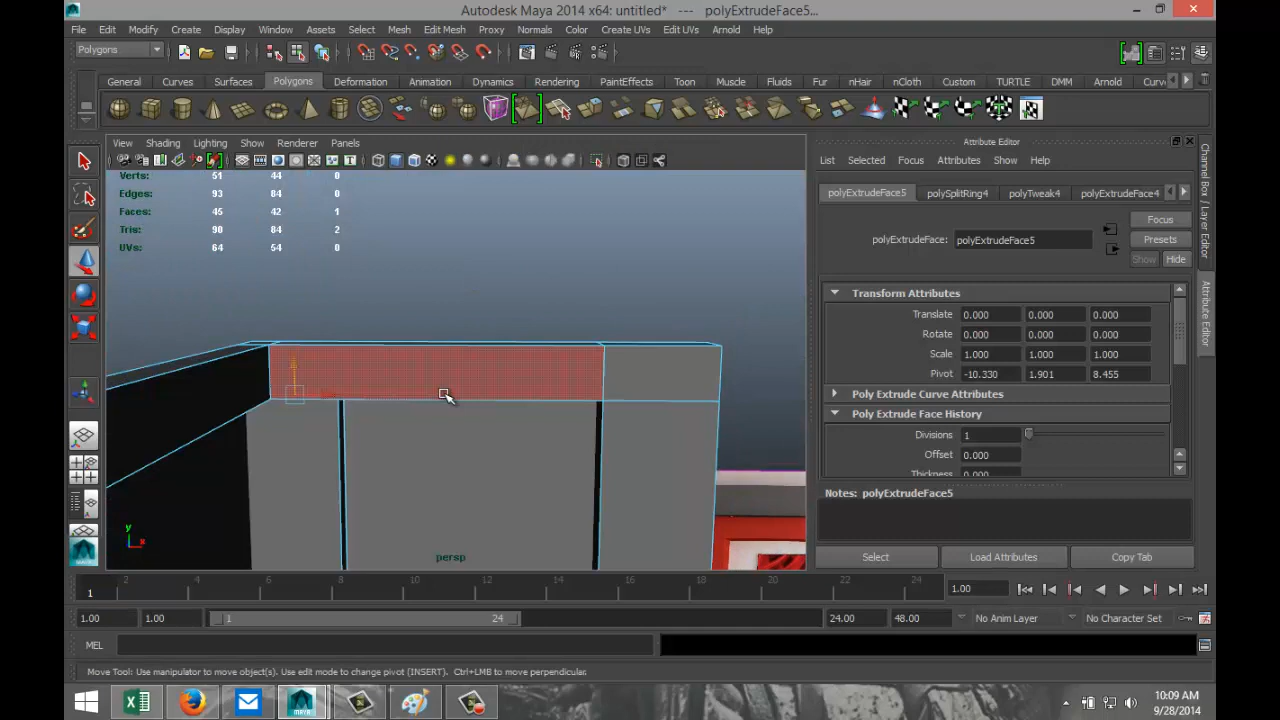 Autodesk Maya 2014 x64: untitled*   ---   polyExtrudeFace5...
File Edit Modify Create Display Window Assets Select Mesh Edit Mesh Proxy Normals Color Create UVs Edit UVs Arnold Help
Polygons
General Curves Surfaces Polygons Deformation Animation Dynamics Rendering PaintEffects Toon Muscle Fluids Fur nHair nCloth Custom TURTLE DMM Arnold Curv
View Shading Lighting Show Renderer Panels
Verts: 51 44 0
Edges: 93 84 0
Faces: 45 42 1
Tris: 90 84 2
UVs: 64 54 0
y
x
persp
Attribute Editor
List Selected Focus Attributes Show Help
polyExtrudeFace5 polySplitRing4 polyTweak4 polyExtrudeFace4
Focus
polyExtrudeFace: polyExtrudeFace5 Presets
Show Hide
Transform Attributes
Translate 0.000 0.000 0.000
Rotate 0.000 0.000 0.000
Scale 1.000 1.000 1.000
Pivot -10.330 1.901 8.455
Poly Extrude Curve Attributes
Poly Extrude Face History
Divisions 1
Offset 0.000
Thickness 0.000
Notes: polyExtrudeFace5
Select Load Attributes Copy Tab
Channel Box / Layer Editor
Attribute Editor
2 4 6 8 10 12 14 16 18 20 22 24
1 1.00
1.00 1.00 1 24 24.00 48.00 No Anim Layer No Character Set
MEL
Move Tool: Use manipulator to move object(s). Use edit mode to change pivot (INSERT). Ctrl+LMB to move perpendicular.
10:09 AM
9/28/2014